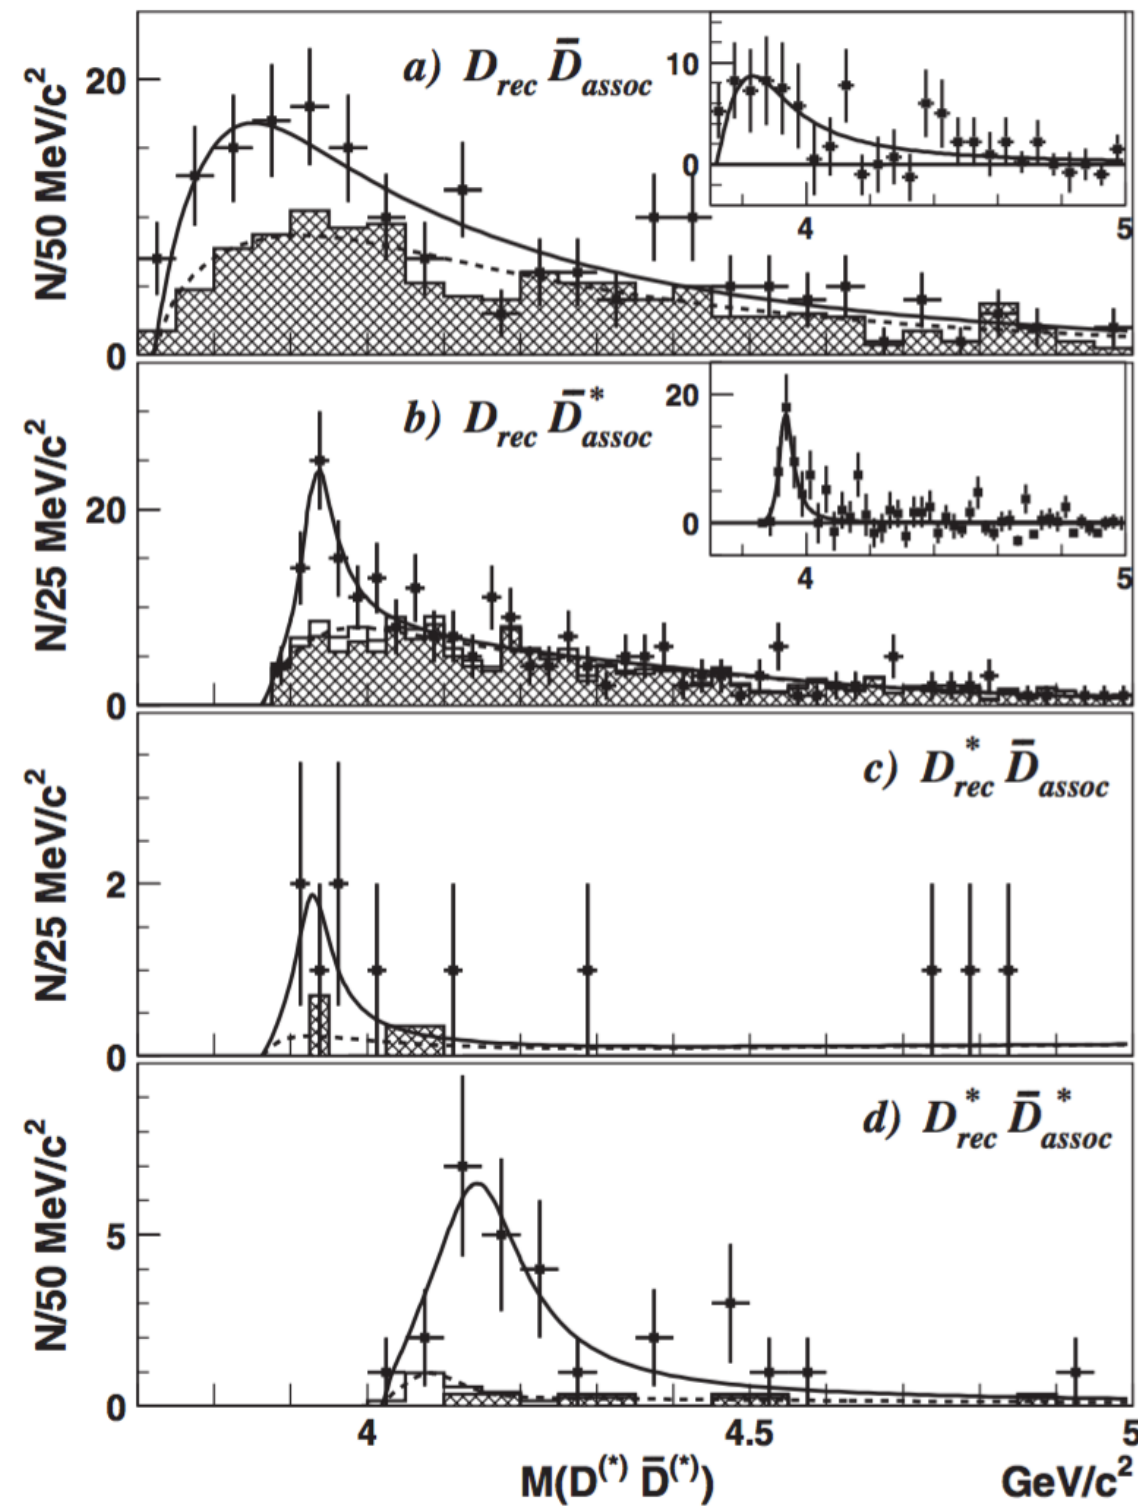 a) D_rec D̄_assoc
N/50 MeV/c²
20
0
10
0
4
5
b) D_rec D̄*_assoc
N/25 MeV/c²
20
0
20
0
4
5
c) D*_rec D̄_assoc
N/25 MeV/c²
2
0
d) D*_rec D̄*_assoc
N/50 MeV/c²
5
0
4
4.5
5
M(D⁽*⁾ D̄⁽*⁾)
GeV/c²